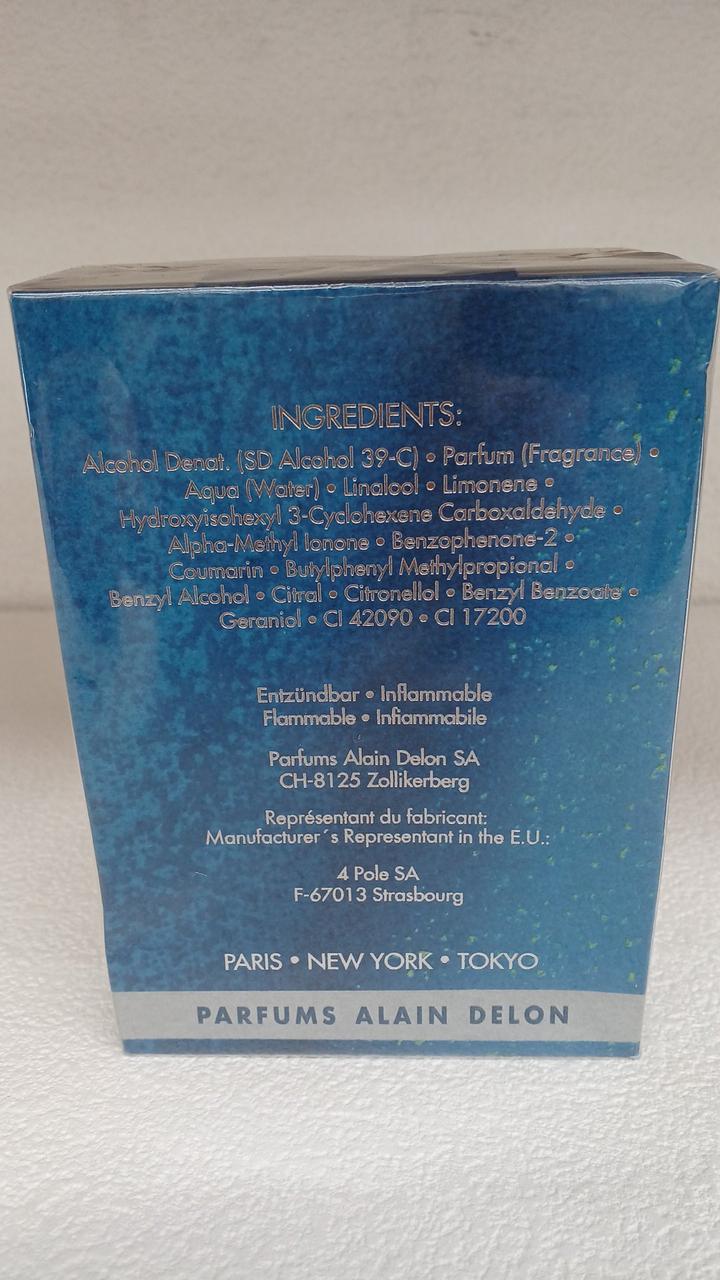 INGREDIENTS:
Alcohol Denat. (SD Alcohol 39-C) • Parfum (Fragrance) •
Aqua (Water) • Linalool • Limonene •
Hydroxyisohexyl 3-Cyclohexene Carboxaldehyde •
Alpha-Methyl Ionone • Benzophenone-2 •
Coumarin • Butylphenyl Methylpropional •
Benzyl Alcohol • Citral • Citronellol • Benzyl Benzoate •
Geraniol • CI 42090 • CI 17200
Entzündbar • Inflammable
Flammable • Infiammabile
Parfums Alain Delon SA
CH-8125 Zollikerberg
Représentant du fabricant:
Manufacturer´s Representant in the E.U.:
4 Pole SA
F-67013 Strasbourg
PARIS • NEW YORK • TOKYO
PARFUMS ALAIN DELON